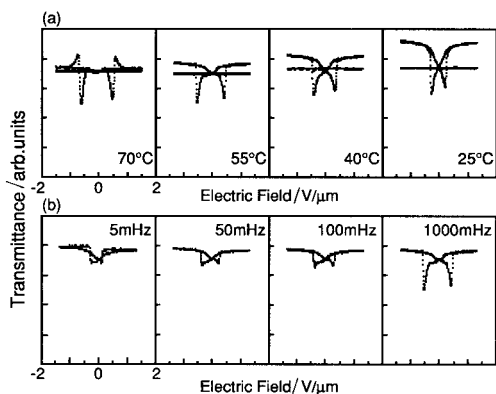 (a)
Transmittance/arb.units
70°C
55°C
40°C
25°C
-2 0 2
Electric Field/V/μm
(b)
5mHz
50mHz
100mHz
1000mHz
-2 0 2
Electric Field/V/μm